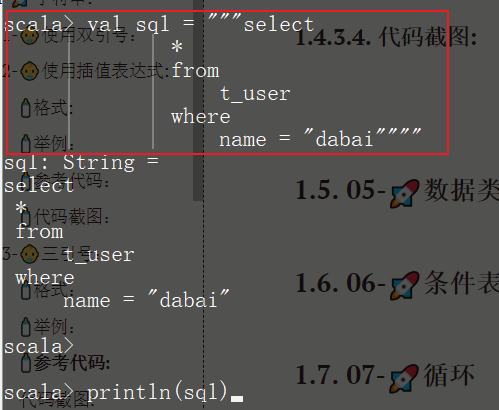 scala> val sql = """select
*
from
t_user
where
name = "dabai""""
sql: String =
select
*
from
t_user
where
name = "dabai"
scala>
scala> println(sql)
使用双引号:
2-使用插值表达式:
格式:
举例:
参考代码:
代码截图:
3-三引号
格式:
举例:
参考代码:
代码截图:
1.4.3.4. 代码截图:
1.5. 05-🚀数据类
1.6. 06-🚀条件表
1.7. 07-🚀循环